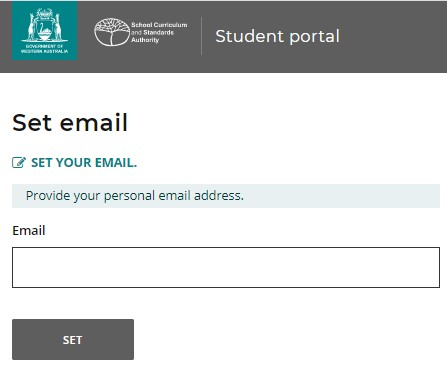 GOVERNMENT OF
WESTERN AUSTRALIA
School Curriculum
and Standards
Authority
Student portal
Set email
SET YOUR EMAIL.
Provide your personal email address.
Email
SET